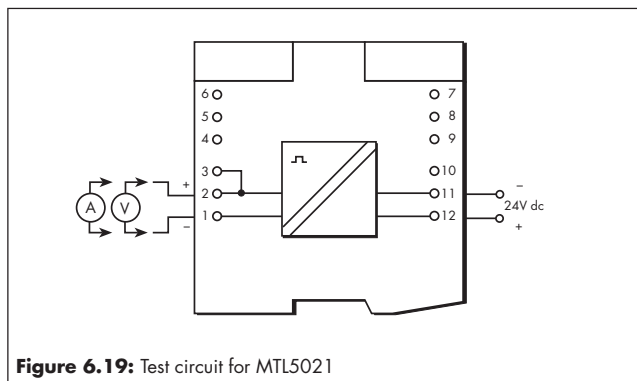 6 7
5 8
4 9
3 10
A V + 2 11 −
24V dc
− 1 12 +
Figure 6.19: Test circuit for MTL5021